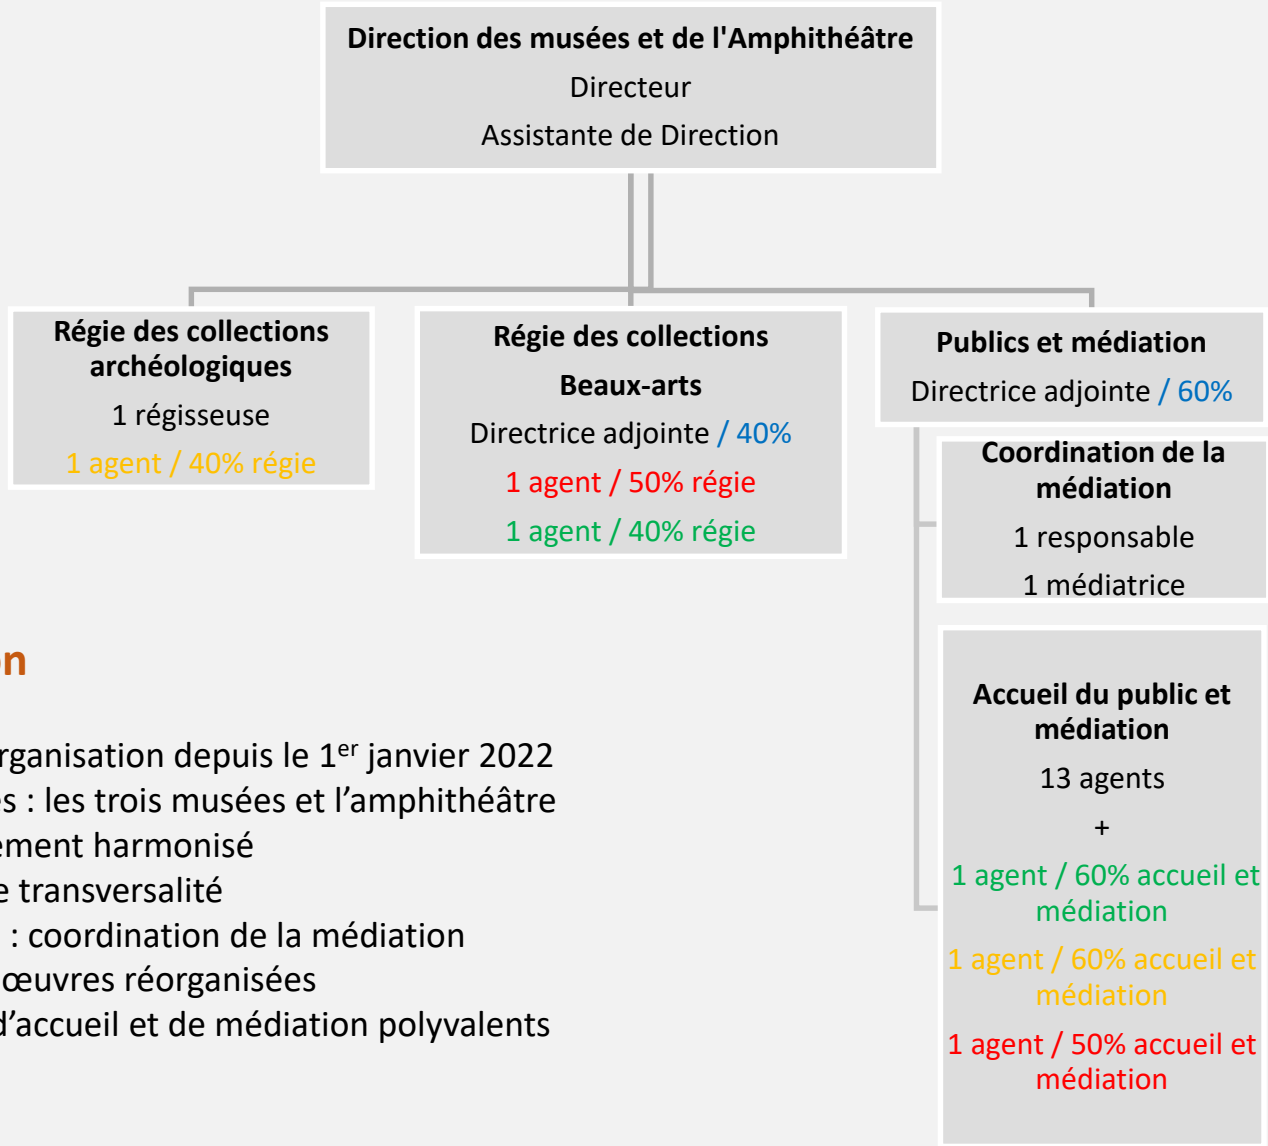 Direction des musées et de l'Amphithéâtre
Directeur
Assistante de Direction
Régie des collections
archéologiques
1 régisseuse
1 agent / 40% régie
Régie des collections
Beaux-arts
Directrice adjointe / 40%
1 agent / 50% régie
1 agent / 40% régie
Publics et médiation
Directrice adjointe / 60%
Coordination de la
médiation
1 responsable
1 médiatrice
Accueil du public et
médiation
13 agents
+
1 agent / 60% accueil et
médiation
1 agent / 60% accueil et
médiation
1 agent / 50% accueil et
médiation
on
rganisation depuis le 1er janvier 2022
es : les trois musées et l’amphithéâtre
ement harmonisé
e transversalité
: coordination de la médiation
œuvres réorganisées
d’accueil et de médiation polyvalents